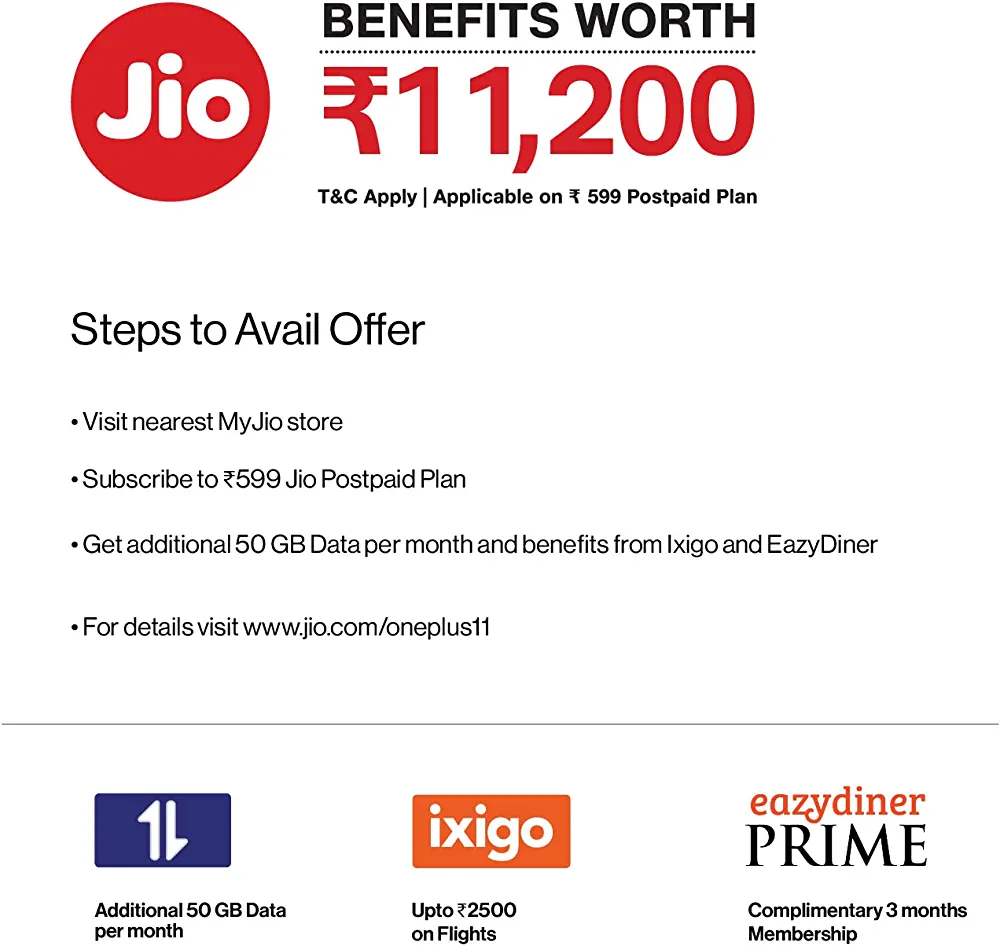 Jio
BENEFITS WORTH
₹11,200
T&C Apply | Applicable on ₹ 599 Postpaid Plan
Steps to Avail Offer
• Visit nearest MyJio store
• Subscribe to ₹599 Jio Postpaid Plan
• Get additional 50 GB Data per month and benefits from Ixigo and EazyDiner
• For details visit www.jio.com/oneplus11
ixigo
eazydiner
PRIME
Additional 50 GB Data
per month
Upto ₹2500
on Flights
Complimentary 3 months
Membership